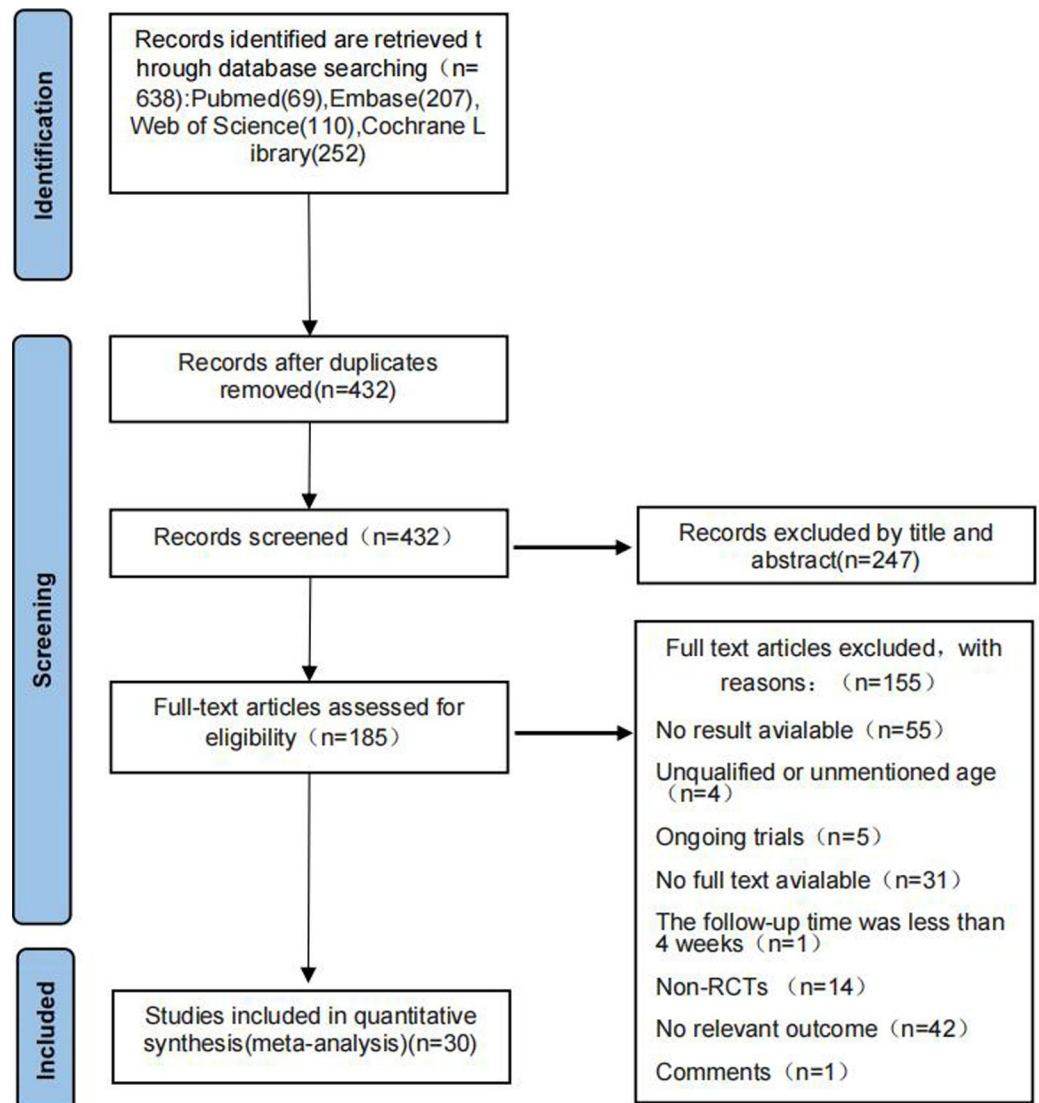 Identification
Records identified are retrieved t
hrough database searching（n=
638):Pubmed(69),Embase(207),
Web of Science(110),Cochrane L
ibrary(252)
Screening
Records after duplicates
removed(n=432)
Records screened（n=432）
Records excluded by title and
abstract(n=247)
Full-text articles assessed for
eligibility（n=185）
Full text articles excluded，with
reasons：（n=155）
No result avialable（n=55）
Unqualified or unmentioned age
（n=4）
Ongoing trials（n=5）
No full text avialable（n=31）
The follow-up time was less than
4 weeks（n=1）
Non-RCTs（n=14）
No relevant outcome（n=42）
Comments（n=1）
Included
Studies included in quantitative
synthesis(meta-analysis)(n=30)